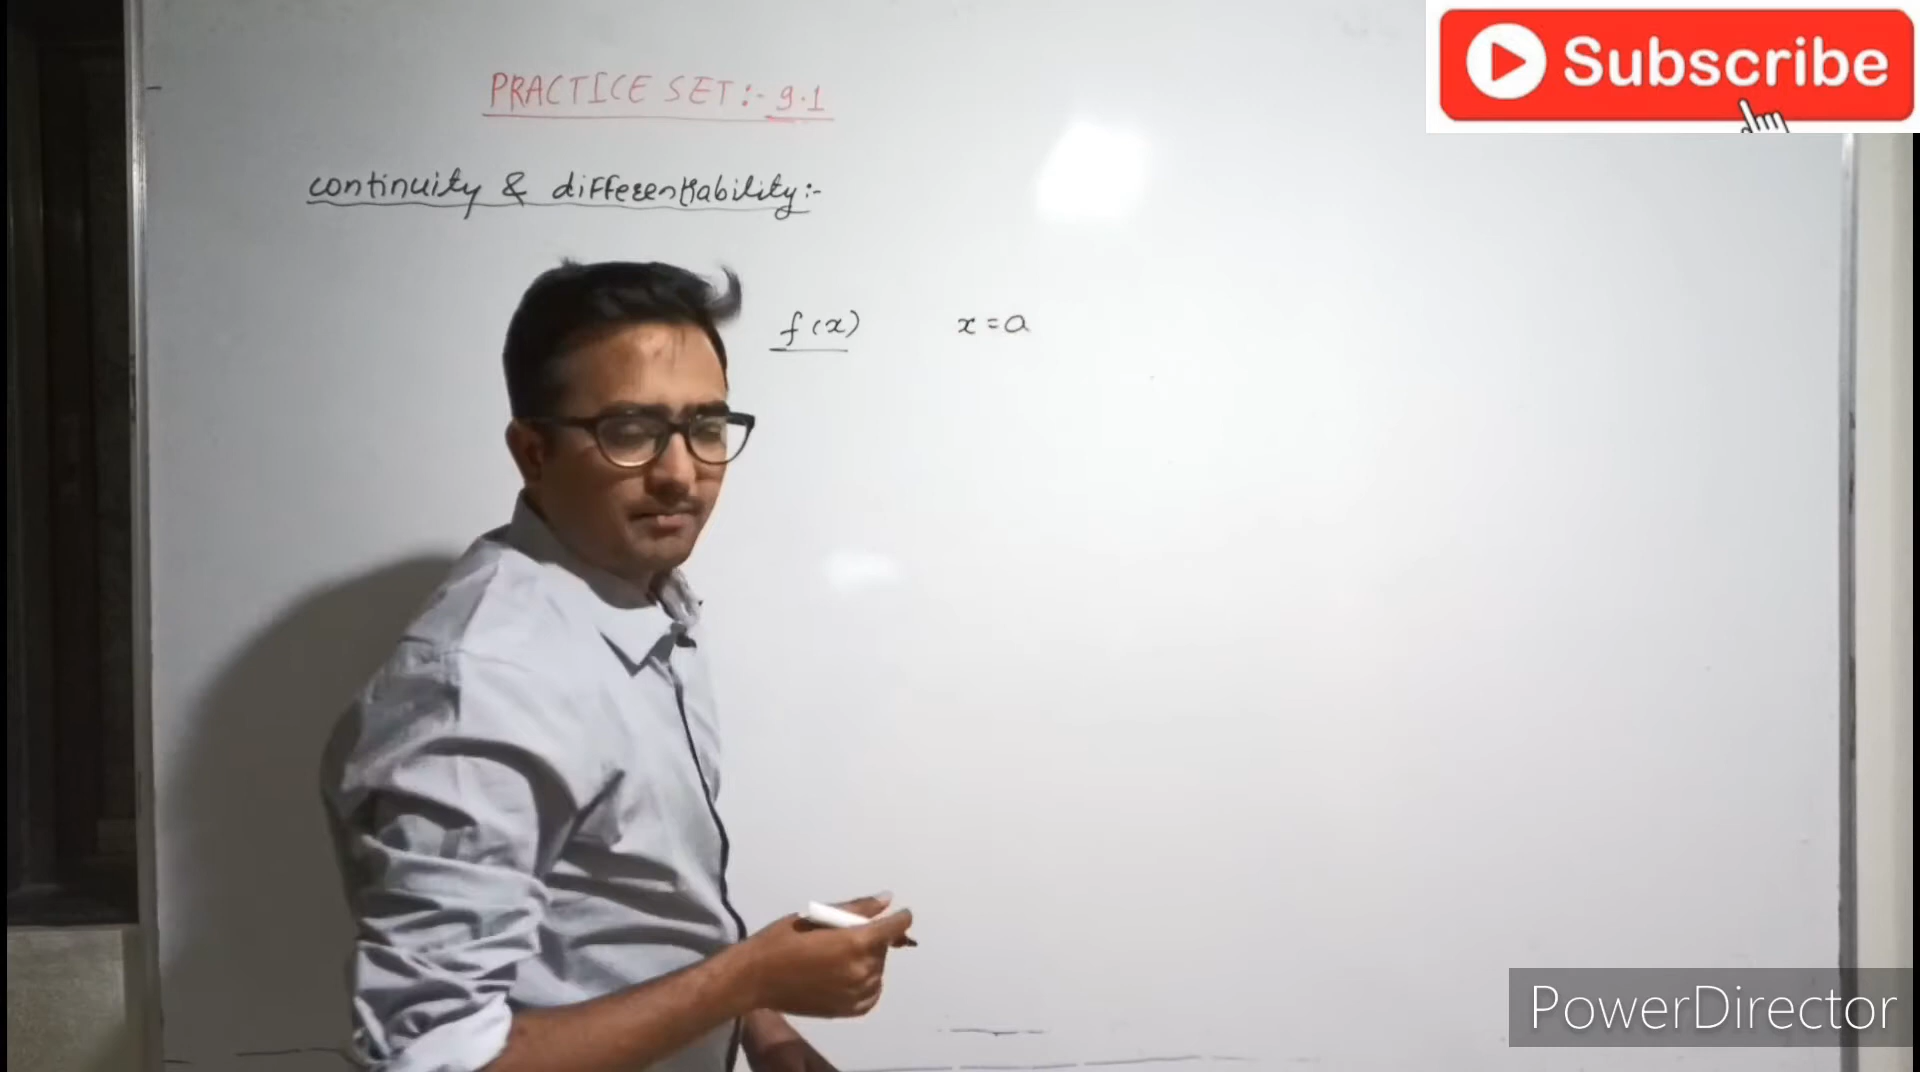 Subscribe
PRACTICE SET:- 9.1
continuity & differentiability:-
f(x) x=a
PowerDirector